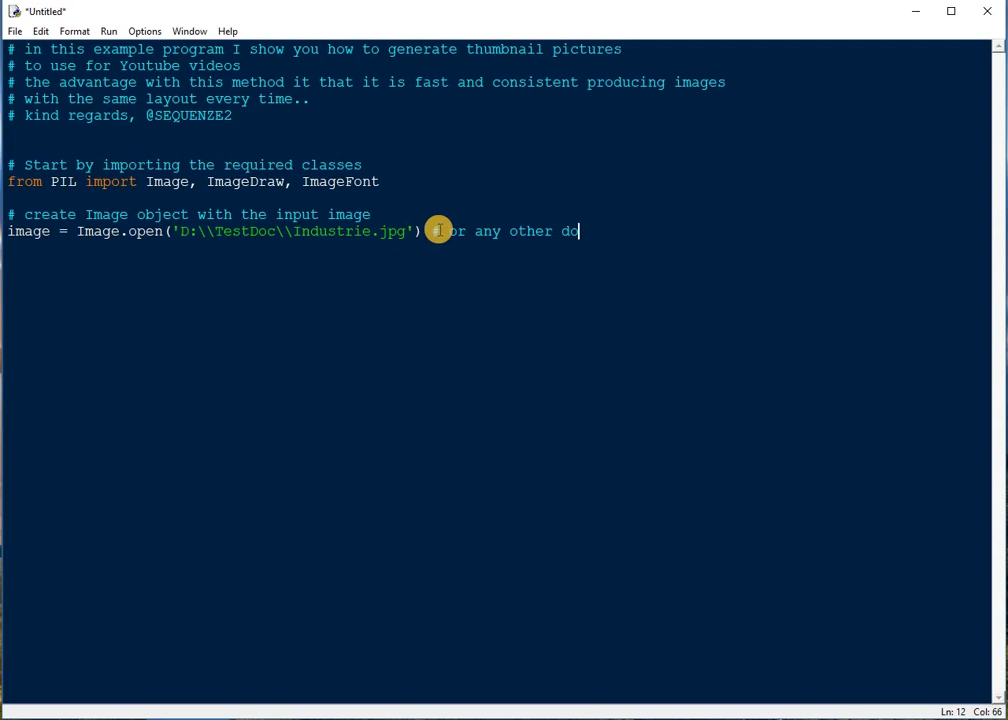 *Untitled*
File Edit Format Run Options Window Help
# in this example program I show you how to generate thumbnail pictures
# to use for Youtube videos
# the advantage with this method it that it is fast and consistent producing images
# with the same layout every time..
# kind regards, @SEQUENZE2
# Start by importing the required classes
from PIL import Image, ImageDraw, ImageFont
# create Image object with the input image
image = Image.open('D:\\TestDoc\\Industrie.jpg') # or any other do
Ln: 12 Col: 66